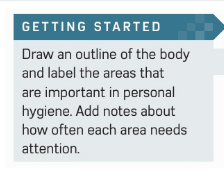 GETTING STARTED
Draw an outline of the body
and label the areas that
are important in personal
hygiene. Add notes about
how often each area needs
attention.